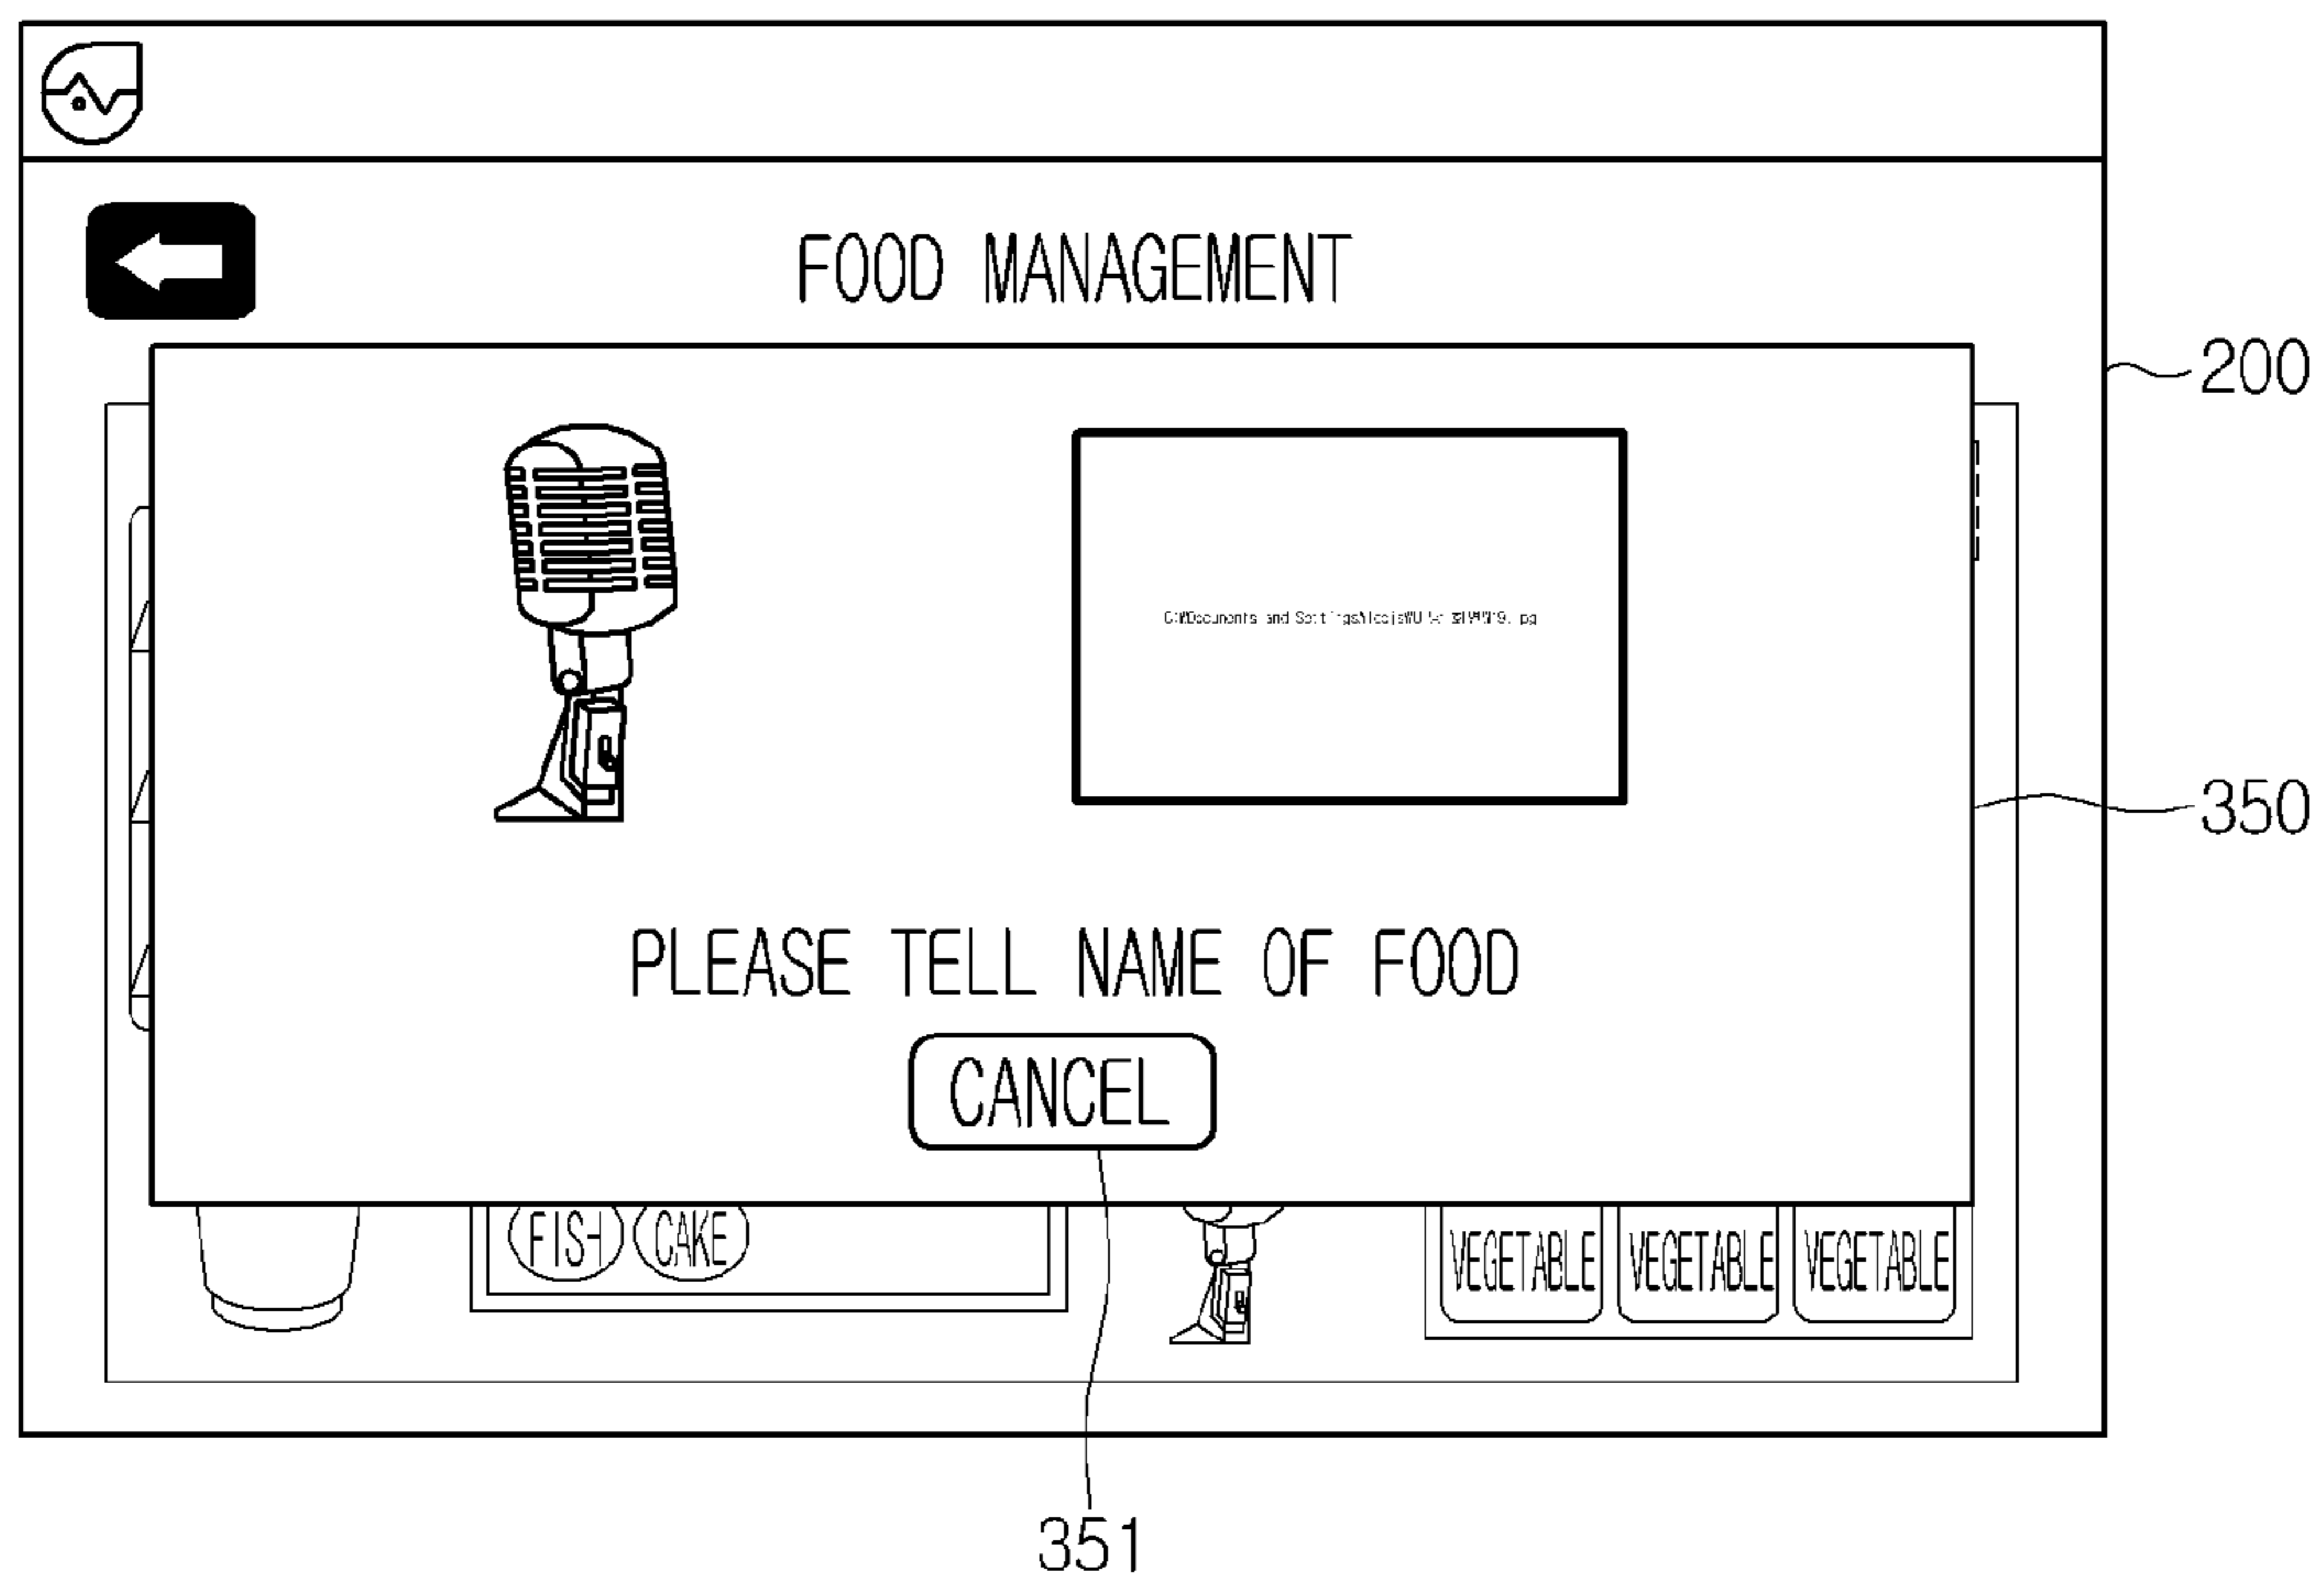 FOOD MANAGEMENT
200
350
PLEASE TELL NAME OF FOOD
CANCEL
FISH CAKE VEGETABLE VEGETABLE VEGETABLE
351